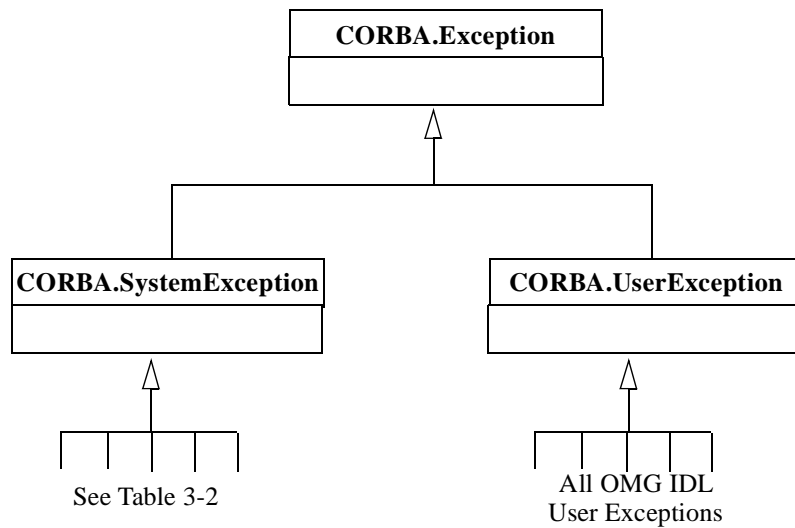 CORBA.Exception
CORBA.SystemException
CORBA.UserException
See Table 3-2
All OMG IDL
User Exceptions